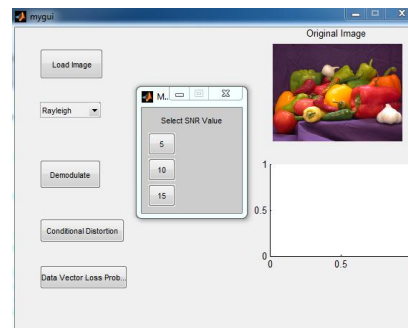 mygui
Original Image
Load Image
Rayleigh
M...
Select SNR Value
5
10
15
Demodulate
Conditional Distortion
Data Vector Loss Prob...
1
0.5
0
0
0.5